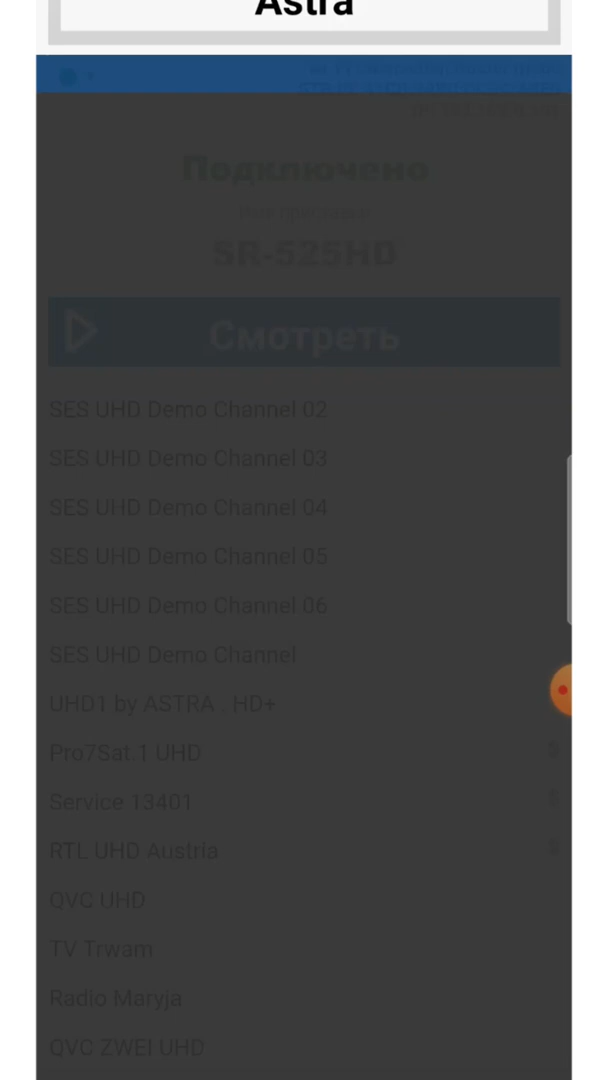 Astra
Подключено
SR-525HD
Смотреть
SES UHD Demo Channel 02
SES UHD Demo Channel 03
SES UHD Demo Channel 04
SES UHD Demo Channel 05
SES UHD Demo Channel 06
SES UHD Demo Channel
UHD1 by ASTRA . HD+
Pro7Sat.1 UHD
Service 13401
RTL UHD Austria
QVC UHD
TV Trwam
Radio Maryja
QVC ZWEI UHD